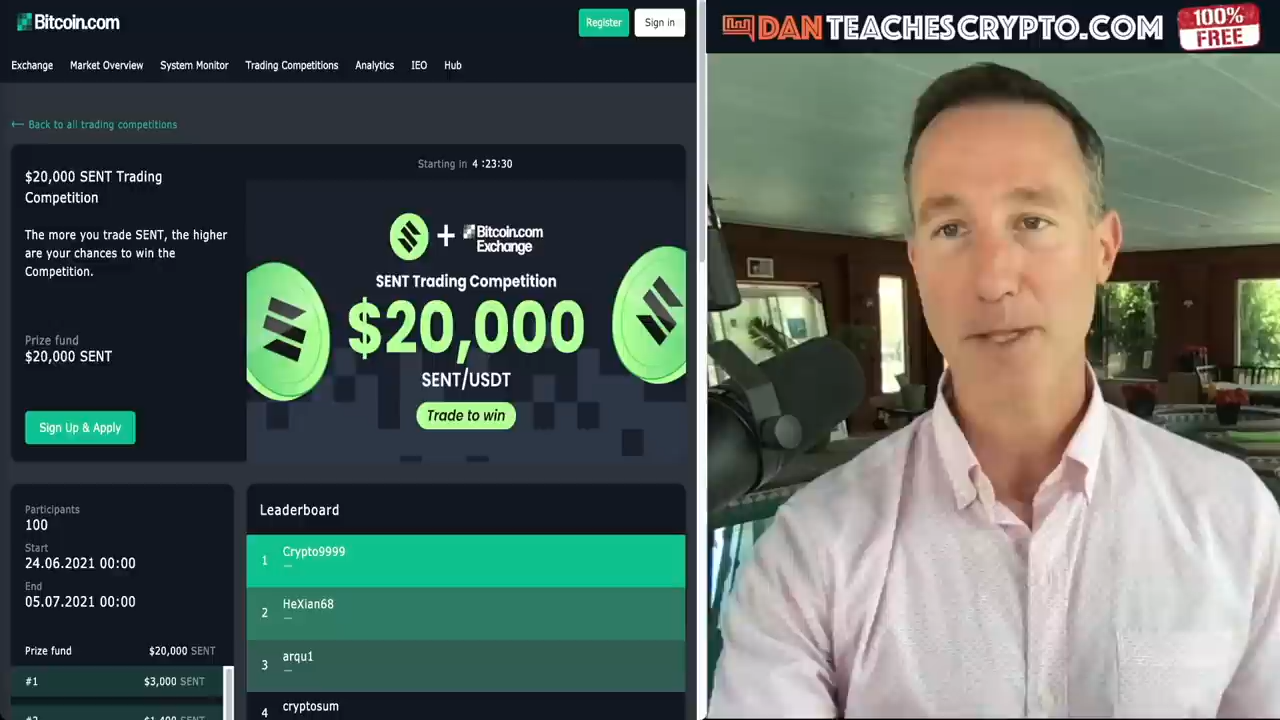 Bitcoin.com
Register
Sign in
Exchange
Market Overview
System Monitor
Trading Competitions
Analytics
IEO
Hub
← Back to all trading competitions
$20,000 SENT Trading
Competition
The more you trade SENT, the higher
are your chances to win the
Competition.
Prize fund
$20,000 SENT
Sign Up & Apply
Starting In 4 :23:30
+ Bitcoin.com
Exchange
SENT Trading Competition
$20,000
SENT/USDT
Trade to win
Participants
100
Start
24.06.2021 00:00
End
05.07.2021 00:00
Prize fund $20,000 SENT
#1 $3,000 SENT
Leaderboard
1 Crypto9999
—
2 HeXian68
—
3 arqu1
—
4 cryptosum
DANTEACHESCRYPTO.COM
100%
FREE